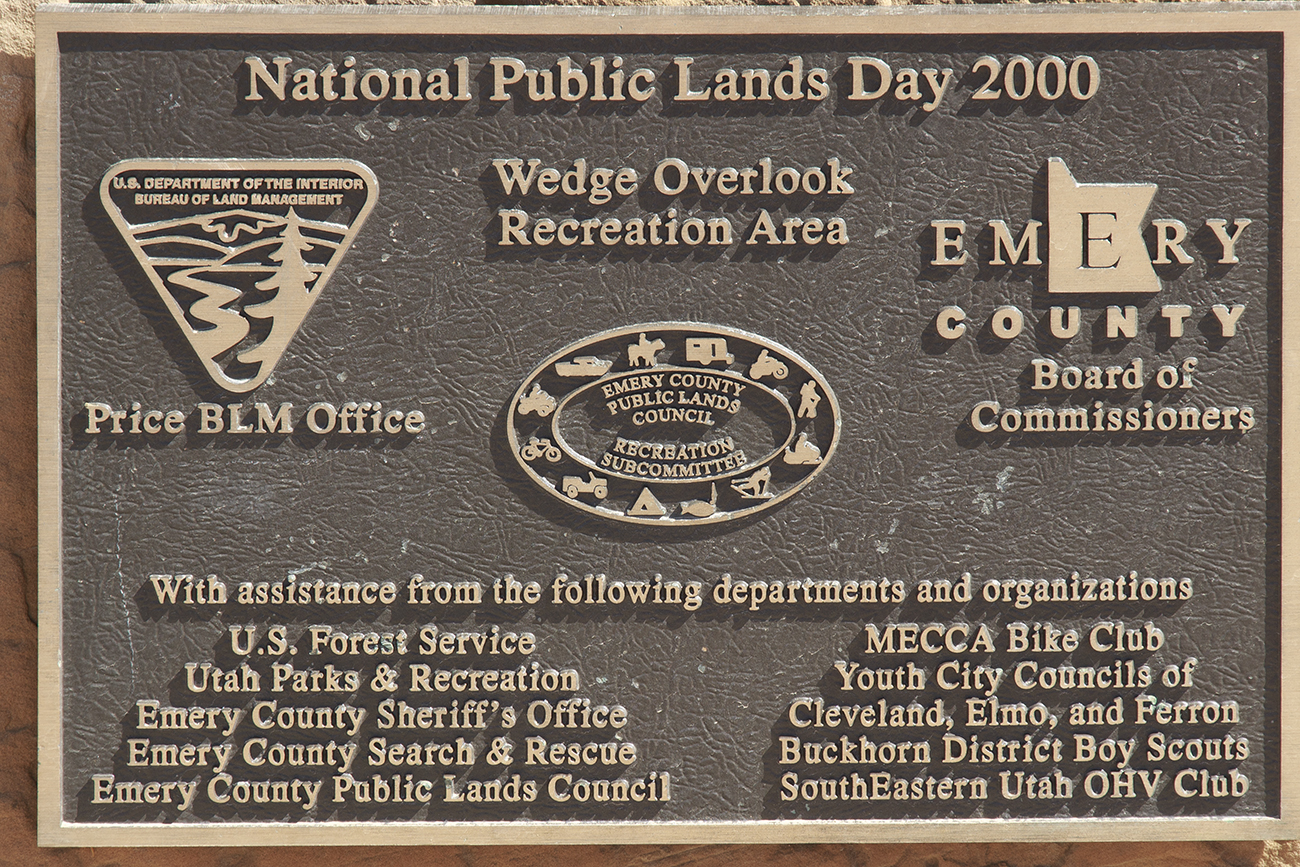 National Public Lands Day 2000
U.S. DEPARTMENT OF THE INTERIOR
BUREAU OF LAND MANAGEMENT
Price BLM Office
Wedge Overlook
Recreation Area
EMERY
COUNTY
Board of
Commissioners
EMERY COUNTY
PUBLIC LANDS
COUNCIL
RECREATION
SUBCOMMITTEE
With assistance from the following departments and organizations
U.S. Forest Service
Utah Parks & Recreation
Emery County Sheriff's Office
Emery County Search & Rescue
Emery County Public Lands Council
MECCA Bike Club
Youth City Councils of
Cleveland, Elmo, and Ferron
Buckhorn District Boy Scouts
SouthEastern Utah OHV Club